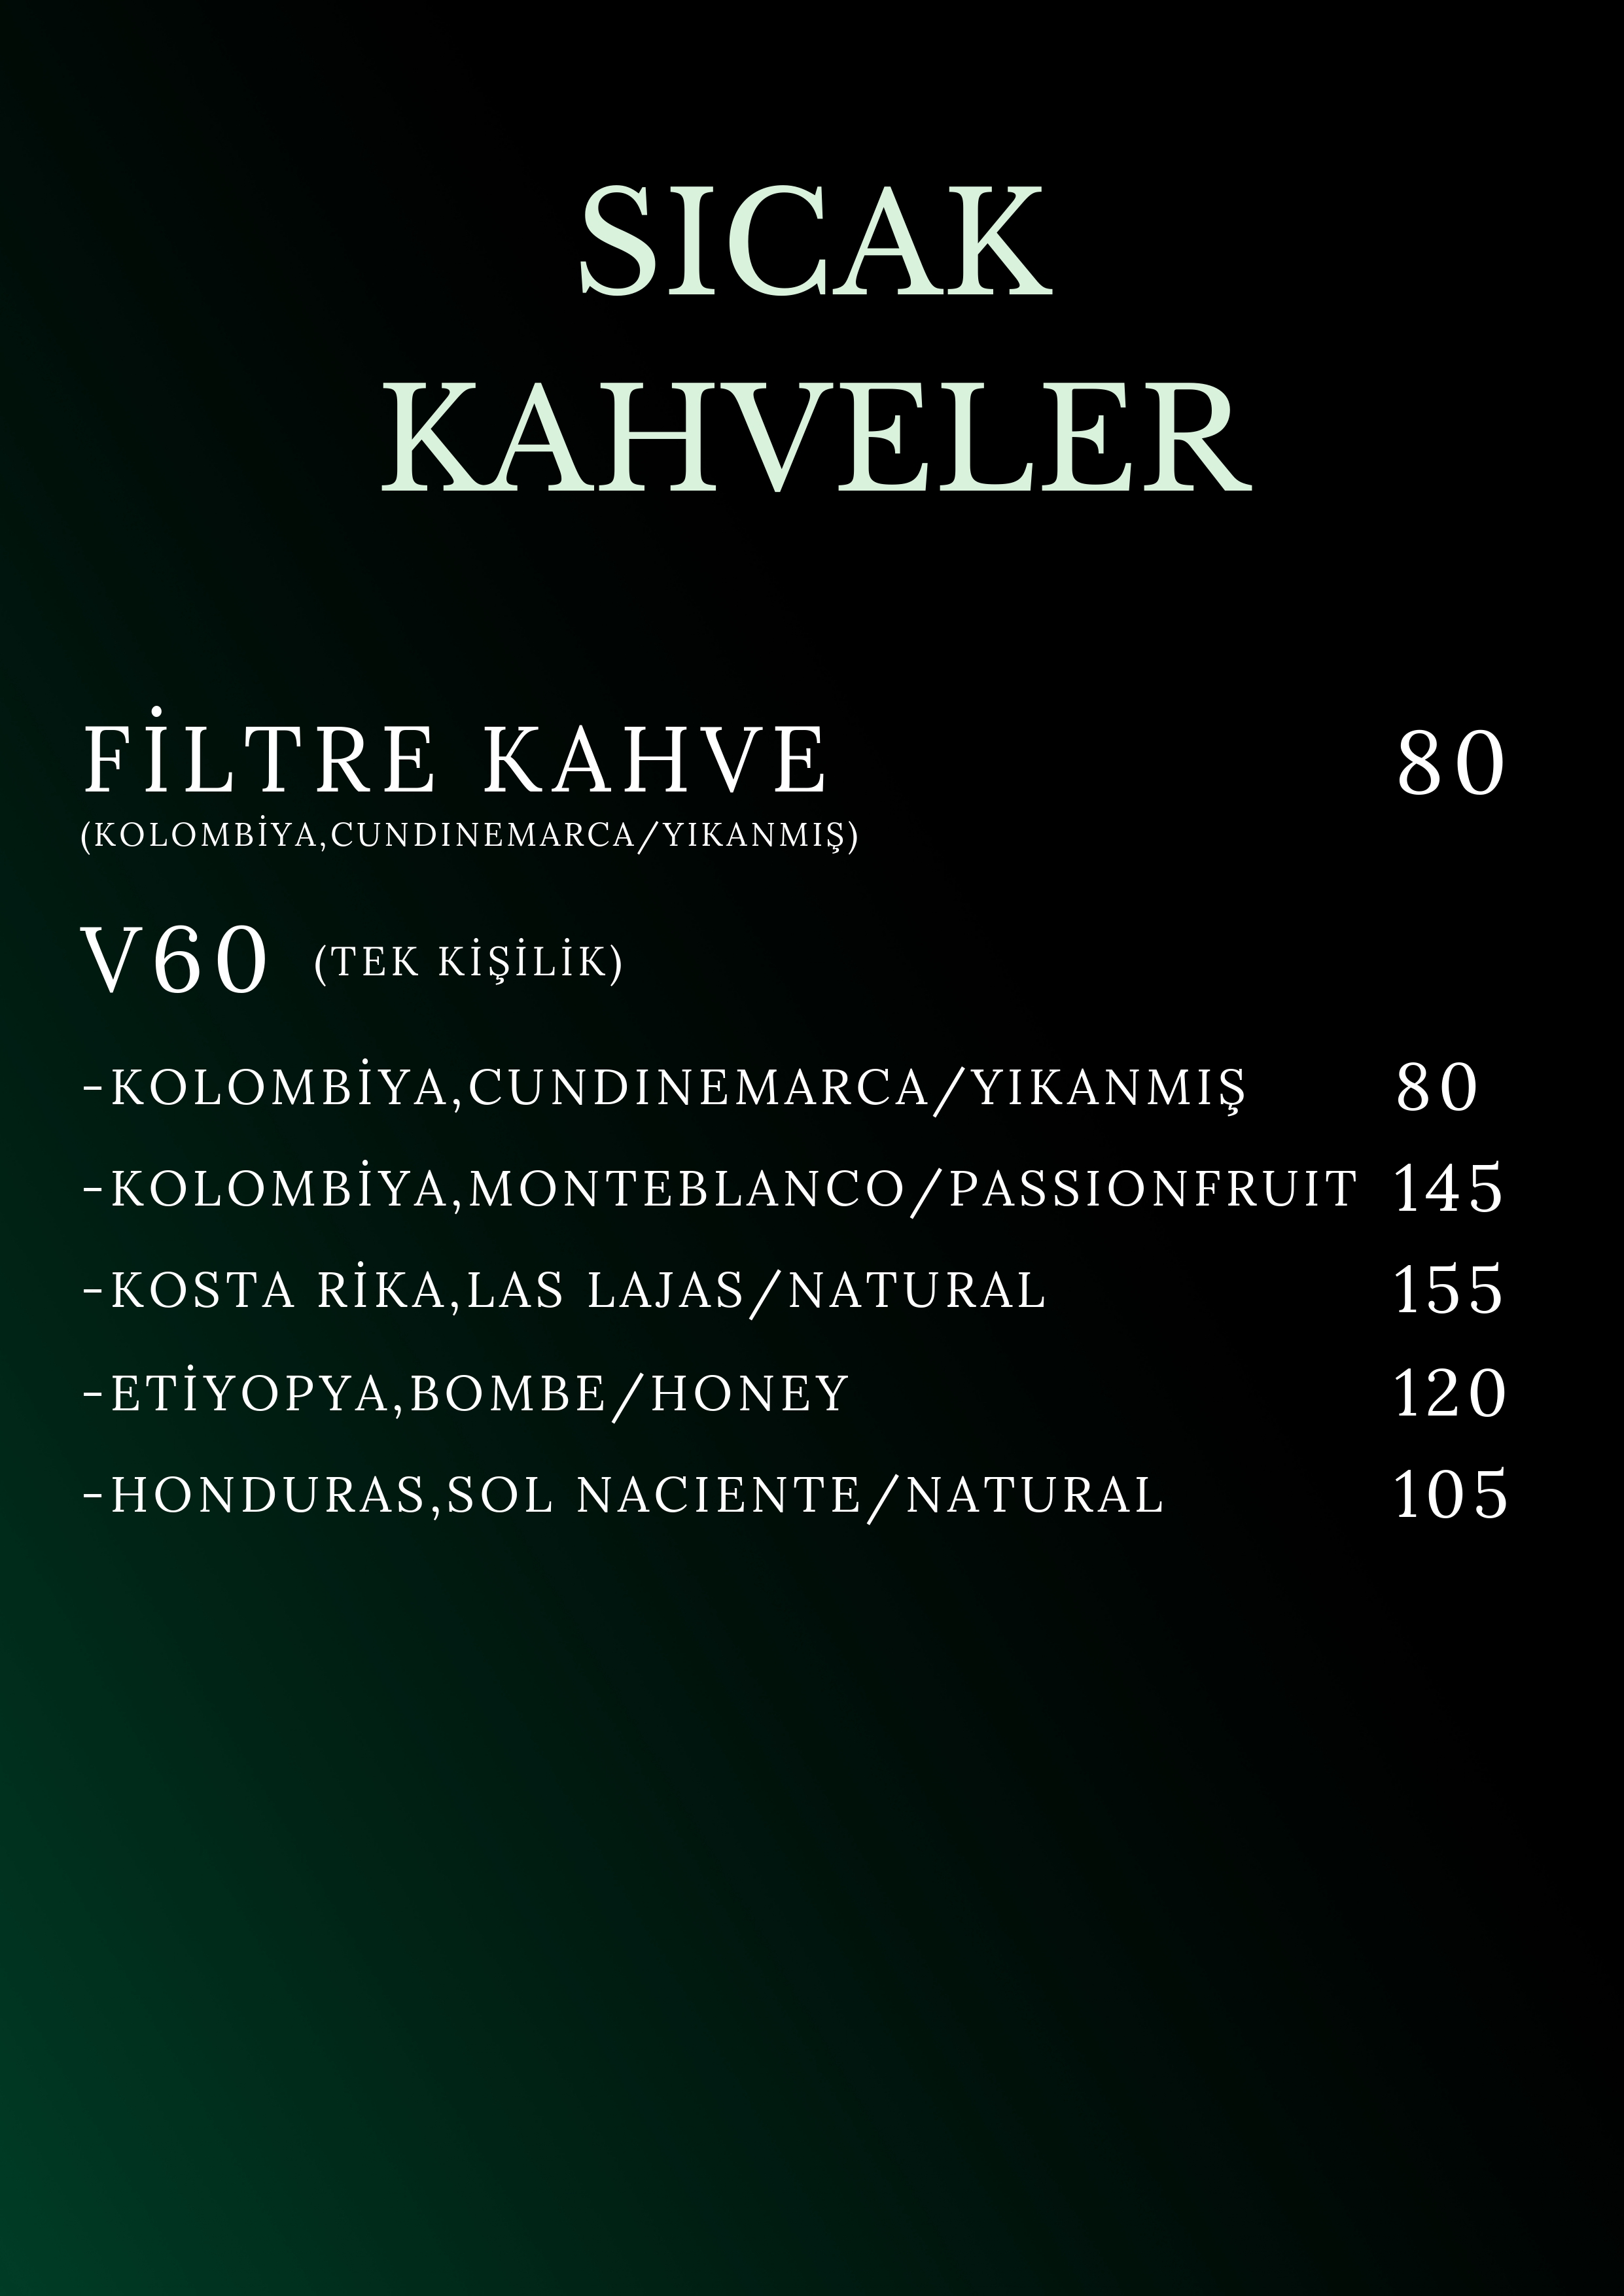 SICAK
KAHVELER
FİLTRE KAHVE 80
(KOLOMBİYA,CUNDINEMARCA/YIKANMIŞ)
V60 (TEK KİŞİLİK)
-KOLOMBİYA,CUNDINEMARCA/YIKANMIŞ 80
-KOLOMBİYA,MONTEBLANCO/PASSIONFRUIT 145
-KOSTA RİKA,LAS LAJAS/NATURAL 155
-ETİYOPYA,BOMBE/HONEY 120
-HONDURAS,SOL NACIENTE/NATURAL 105